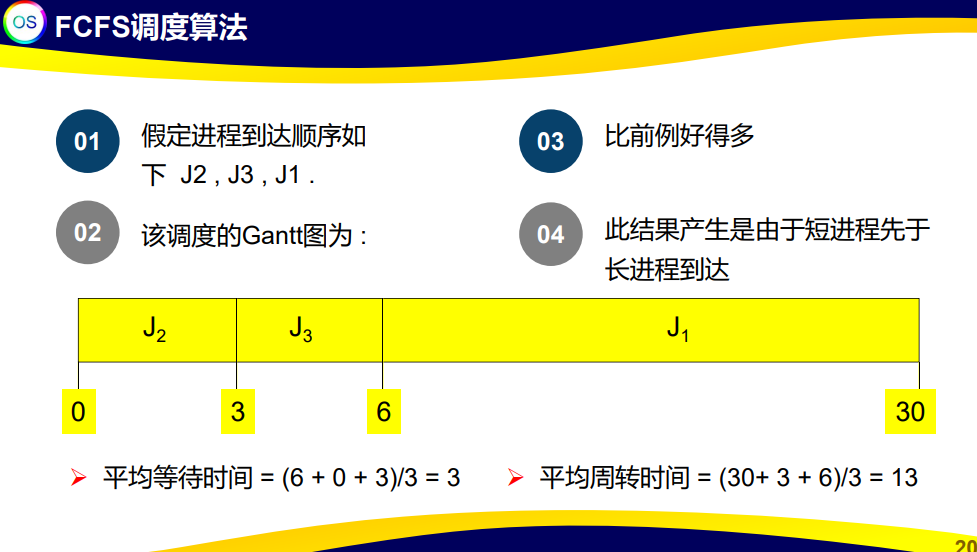 OS
FCFS调度算法
01
假定进程到达顺序如
下 J2 , J3 , J1 .
02
该调度的Gantt图为 :
03
比前例好得多
04
此结果产生是由于短进程先于
长进程到达
J2 J3 J1
0 3 6 30
➢ 平均等待时间 = (6 + 0 + 3)/3 = 3
➢ 平均周转时间 = (30+ 3 + 6)/3 = 13
20